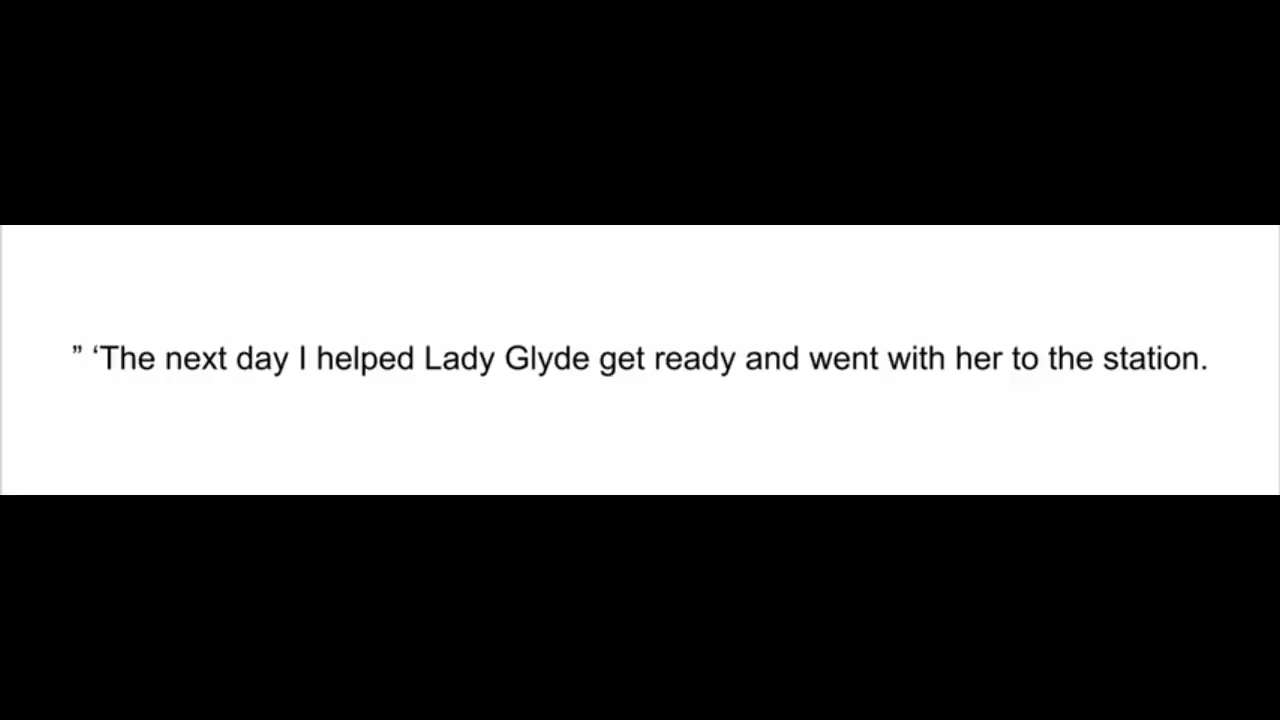 ” ‘The next day I helped Lady Glyde get ready and went with her to the station.